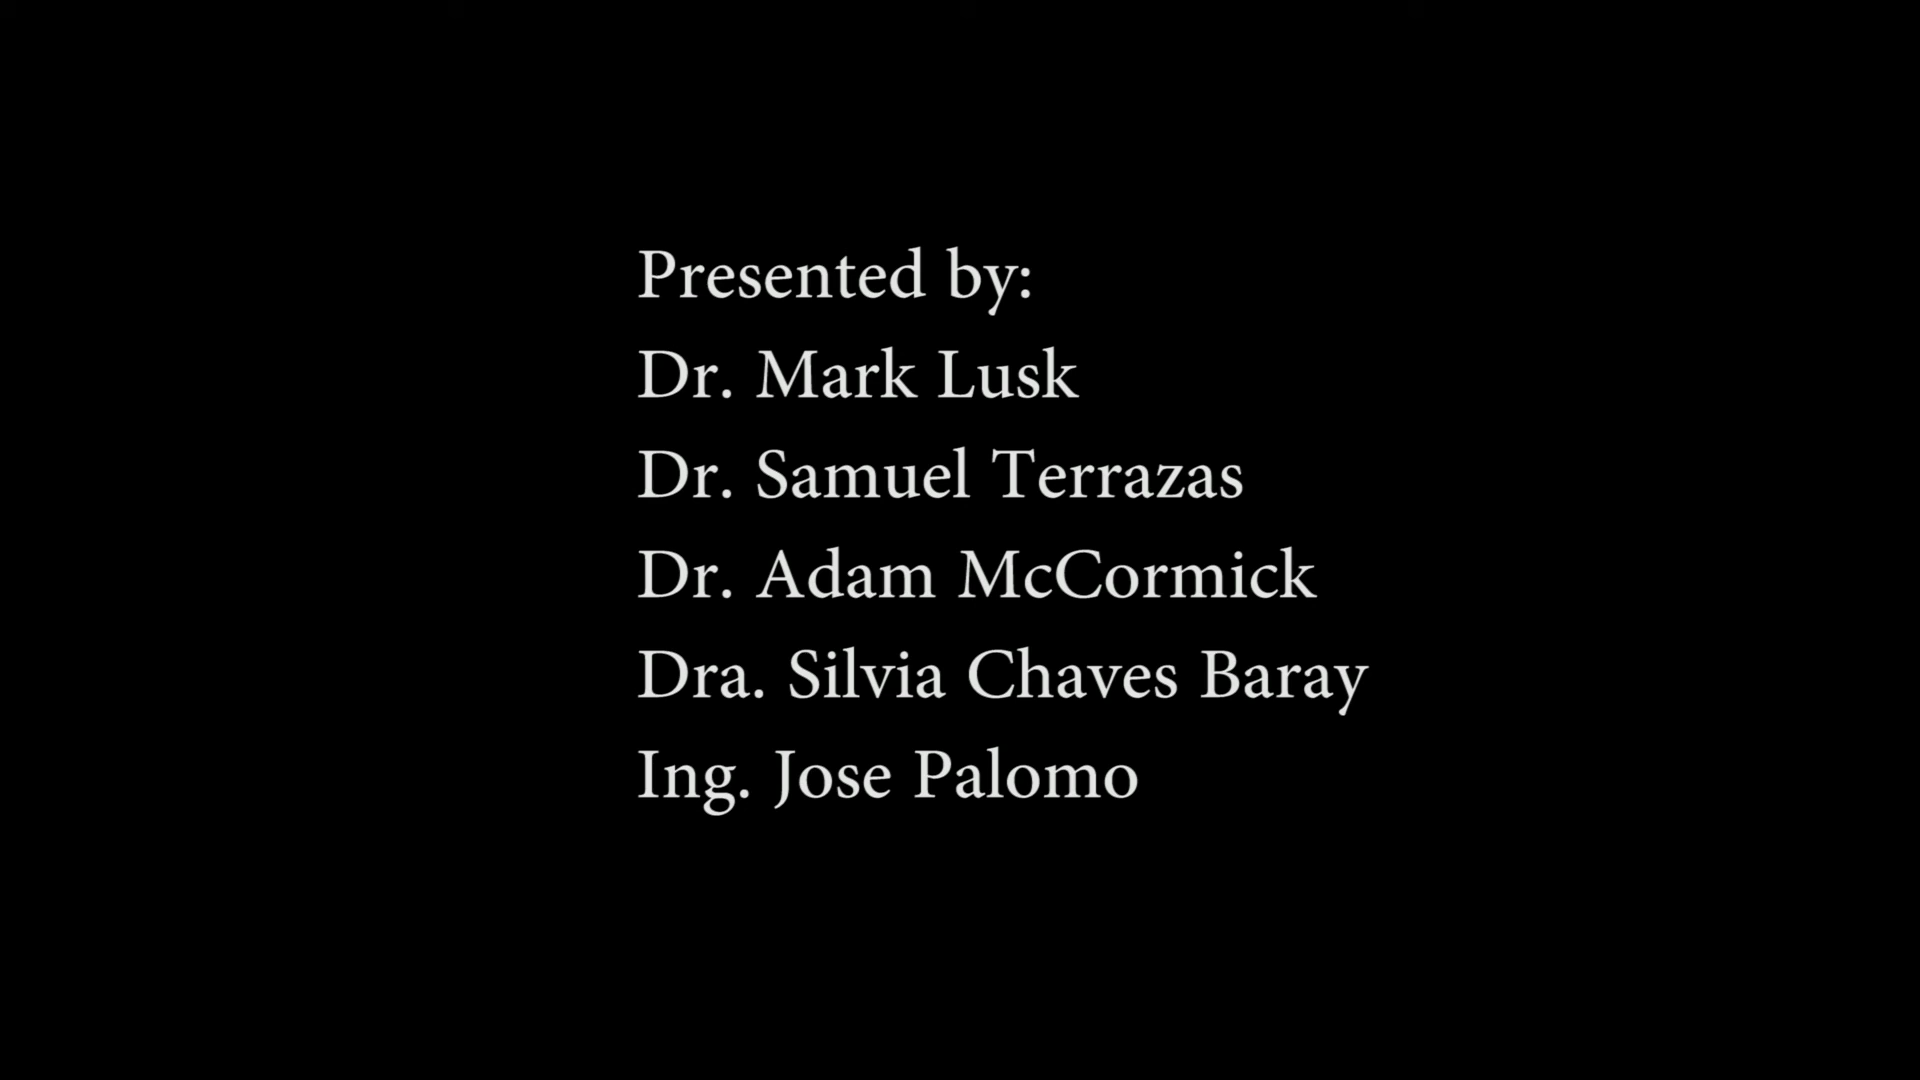 Presented by:
Dr. Mark Lusk
Dr. Samuel Terrazas
Dr. Adam McCormick
Dra. Silvia Chaves Baray
Ing. Jose Palomo